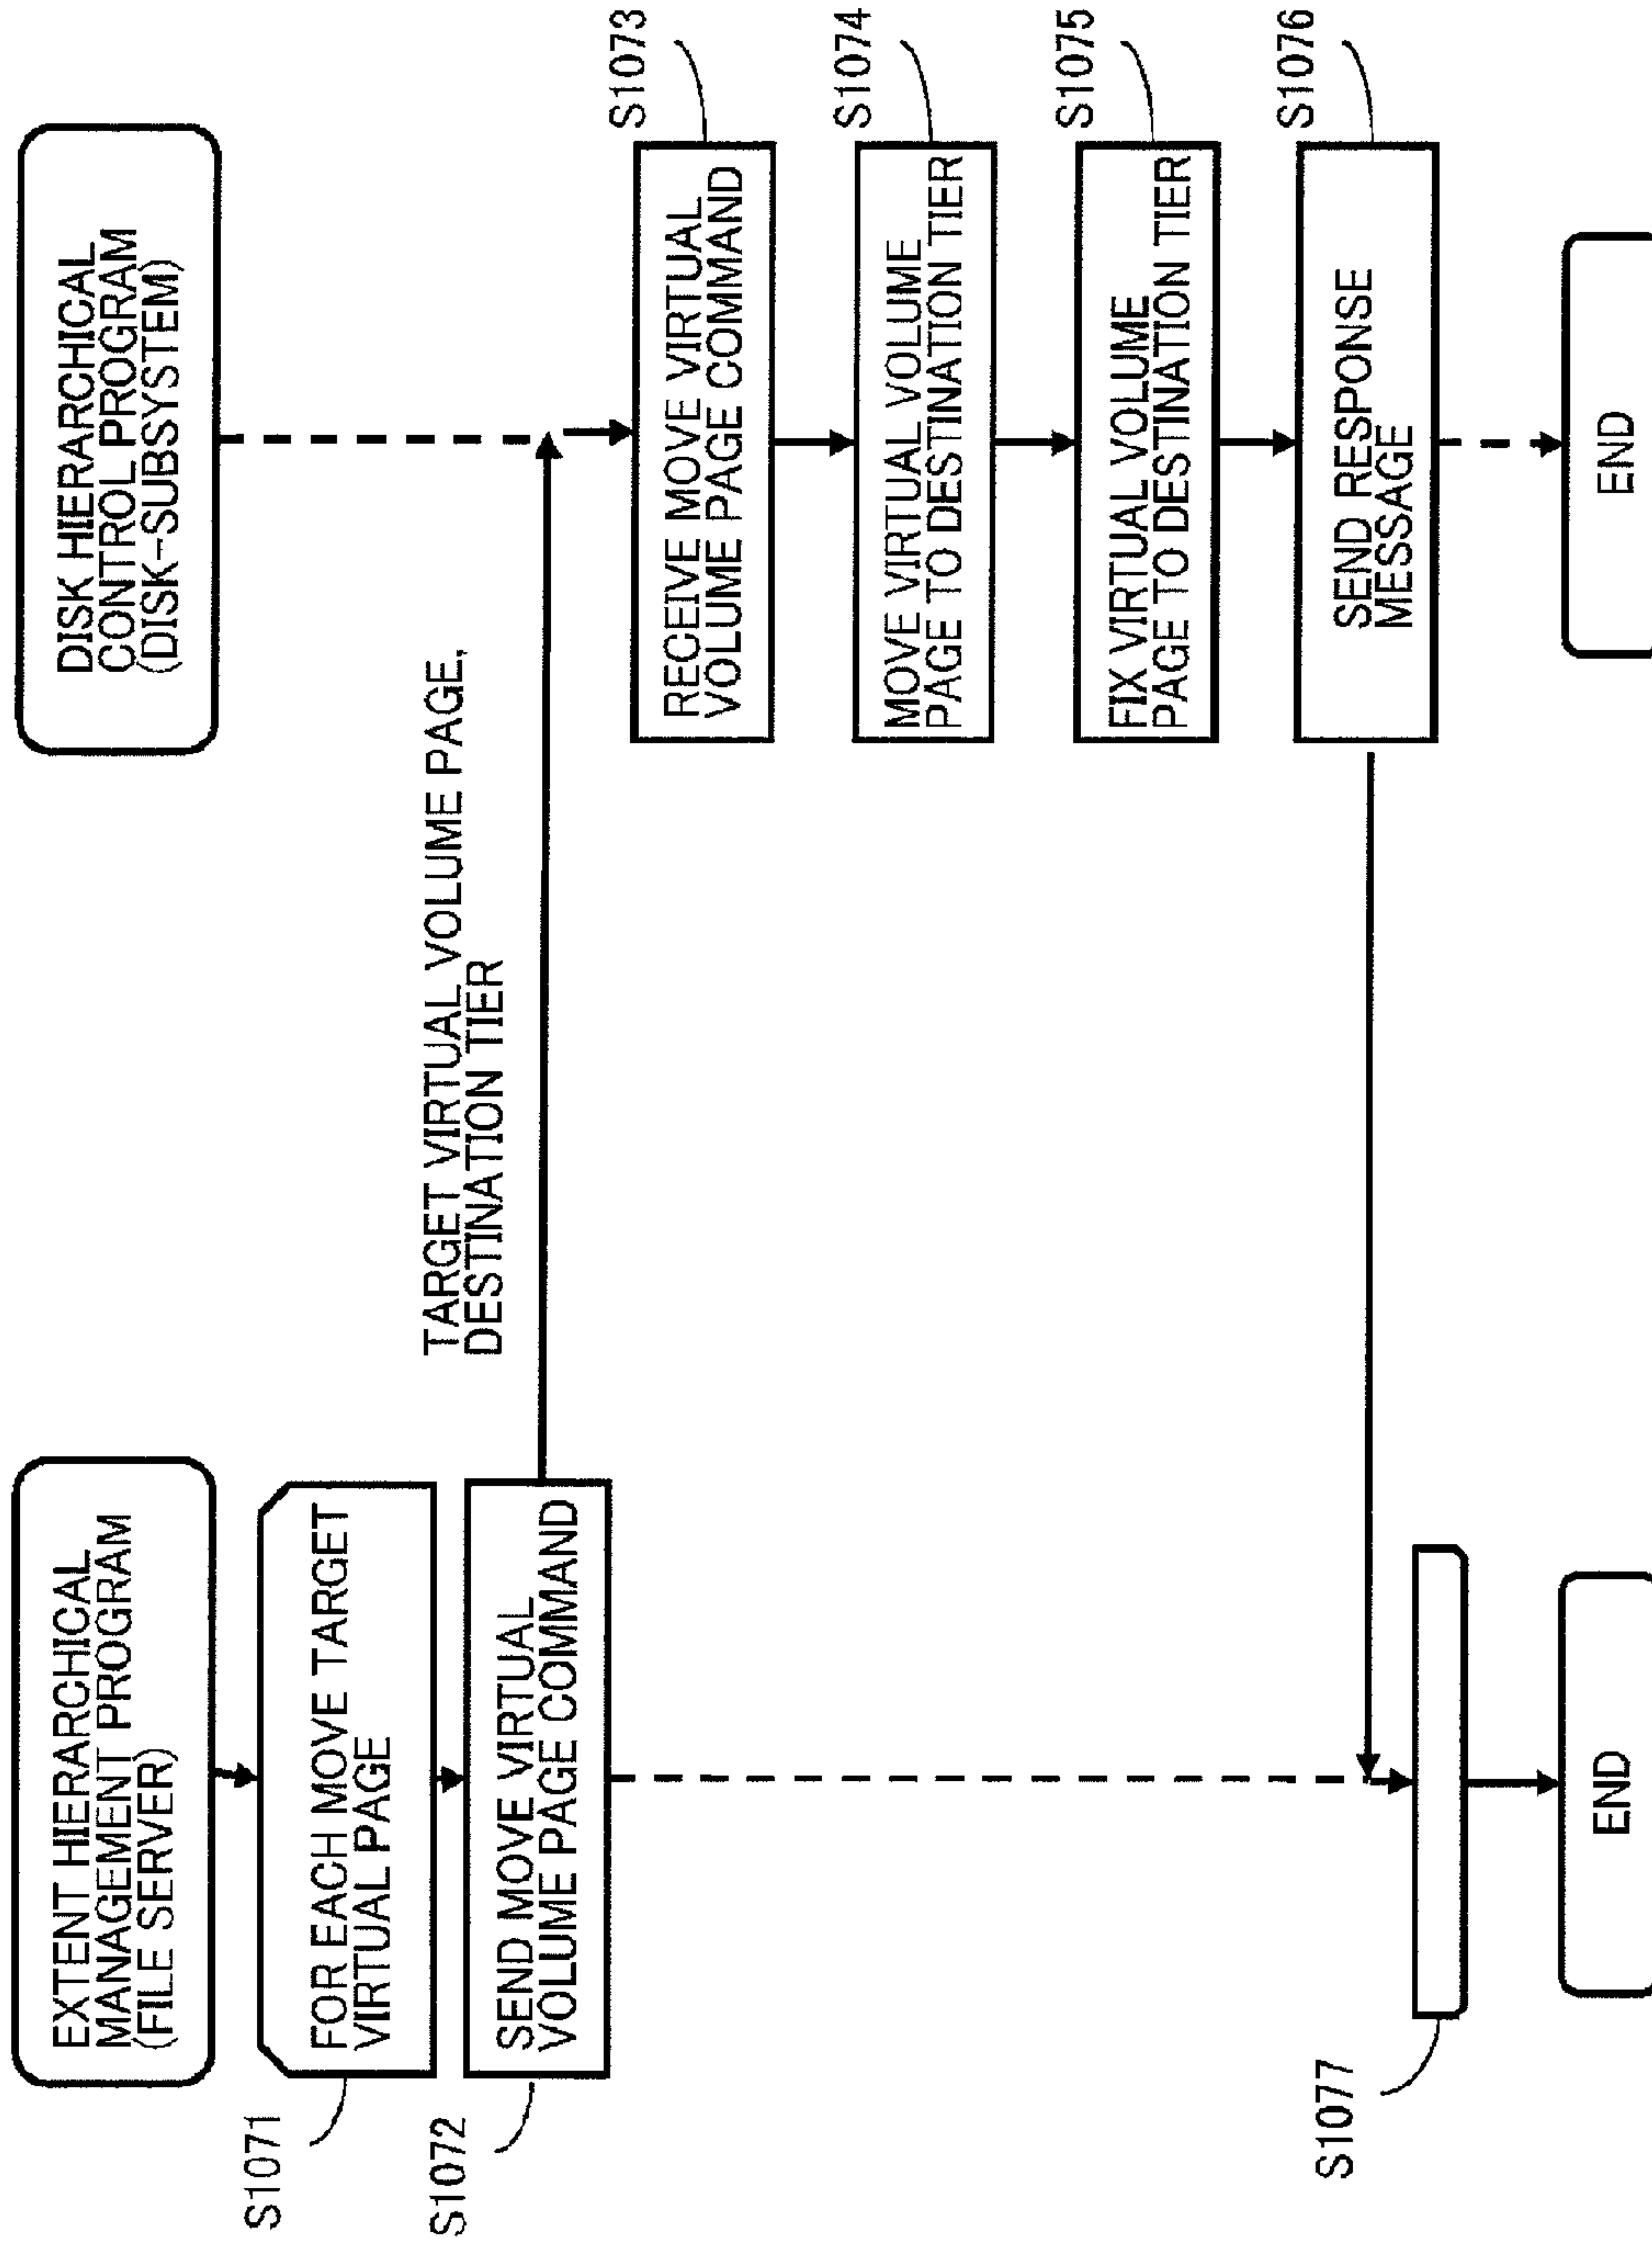 EXTENT HIERARCHICAL
MANAGEMENT PROGRAM
(FILE SERVER)
S1071
FOR EACH MOVE TARGET
VIRTUAL PAGE
S1072
SEND MOVE VIRTUAL
VOLUME PAGE COMMAND
TARGET VIRTUAL VOLUME PAGE,
DESTINATION TIER
S1077
END
DISK HIERARCHICAL
CONTROL PROGRAM
(DISK-SUBSYSTEM)
RECEIVE MOVE VIRTUAL
VOLUME PAGE COMMAND
S1073
MOVE VIRTUAL VOLUME
PAGE TO DESTINATION TIER
S1074
FIX VIRTUAL VOLUME
PAGE TO DESTINATION TIER
S1075
SEND RESPONSE
MESSAGE
S1076
END